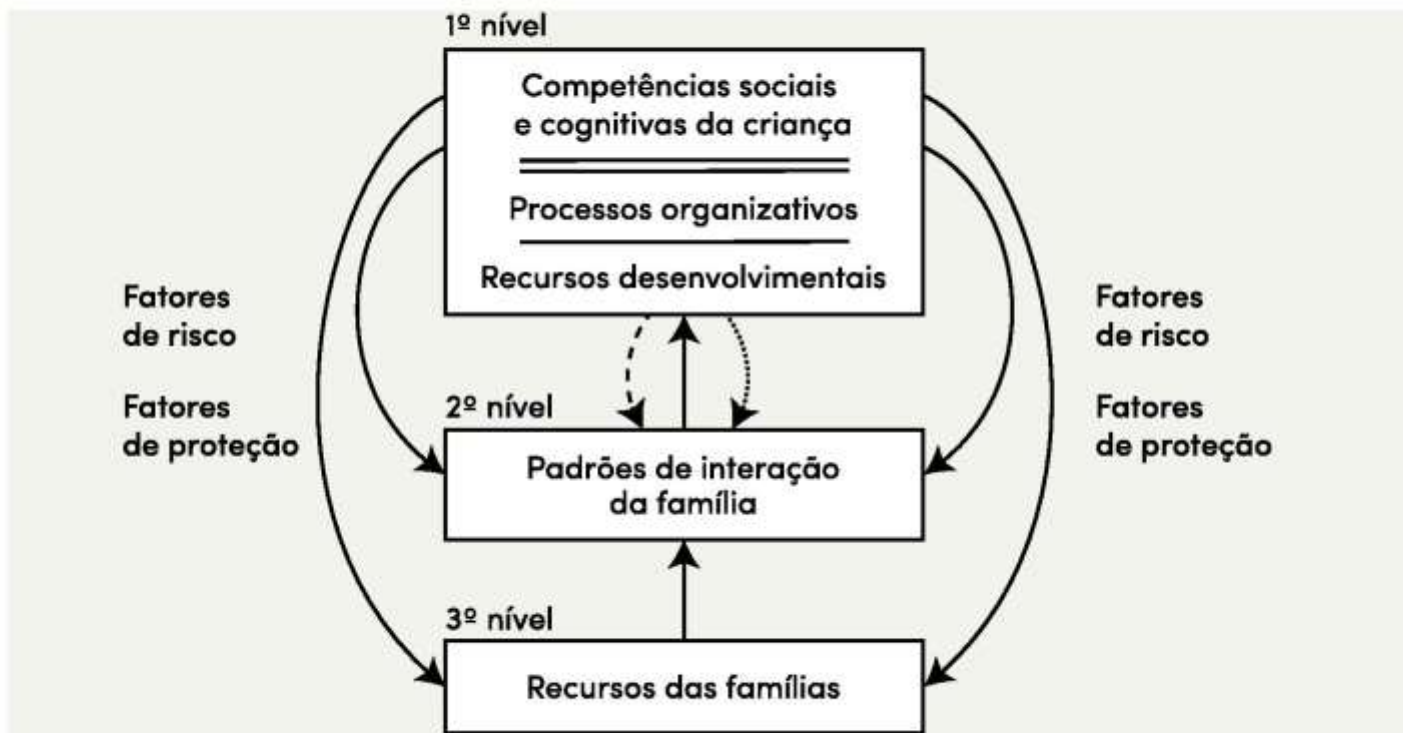 1º nível
Competências sociais
e cognitivas da criança
Processos organizativos
Recursos desenvolvimentais
Fatores
de risco
Fatores
de proteção
Fatores
de risco
Fatores
de proteção
2º nível
Padrões de interação
da família
3º nível
Recursos das famílias